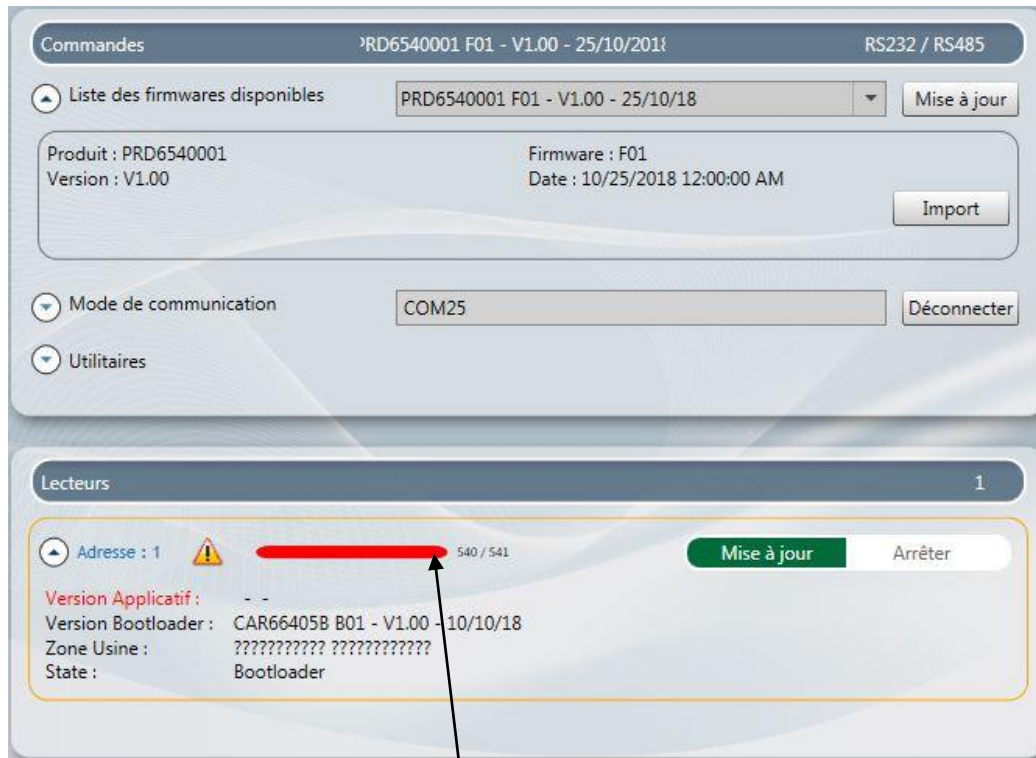 Commandes PRD6540001 F01 - V1.00 - 25/10/2018 RS232 / RS485
Liste des firmwares disponibles PRD6540001 F01 - V1.00 - 25/10/18 Mise à jour
Produit : PRD6540001 Firmware : F01
Version : V1.00 Date : 10/25/2018 12:00:00 AM
Import
Mode de communication COM25 Déconnecter
Utilitaires
Lecteurs 1
Adresse : 1 540 / 541 Mise à jour Arrêter
Version Applicatif : - -
Version Bootloader : CAR66405B B01 - V1.00 - 10/10/18
Zone Usine : ??????????? ????????????
State : Bootloader